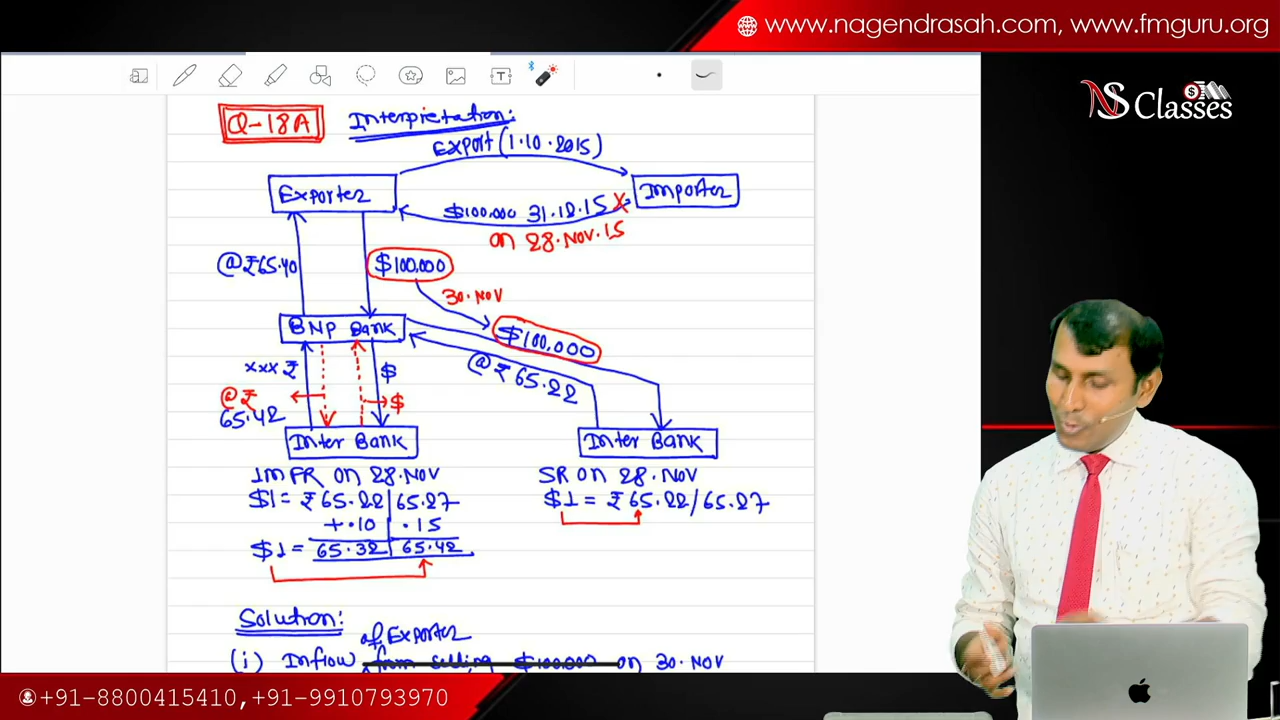 www.nagendrasah.com, www.fmguru.org
NS Classes
Q-18A Interpretation:
Export (1.10.2015)
Exporter
Importer
$100,000 31.12.15 X
on 28.Nov.15
@₹65.40
$100,000
30.Nov
$100,000
BNP Bank
xxx ₹
$
@₹65.22
@₹
65.42
$
Inter Bank
Inter Bank
1MFR on 28.Nov
SR on 28.Nov
$1 = ₹65.22 | 65.27
$1 = ₹65.22/65.27
+.10 | .15
$1 = 65.32 | 65.42
Solution:
of Exporter
(i) Inflow from selling $100,000 on 30.Nov
+91-8800415410,+91-9910793970